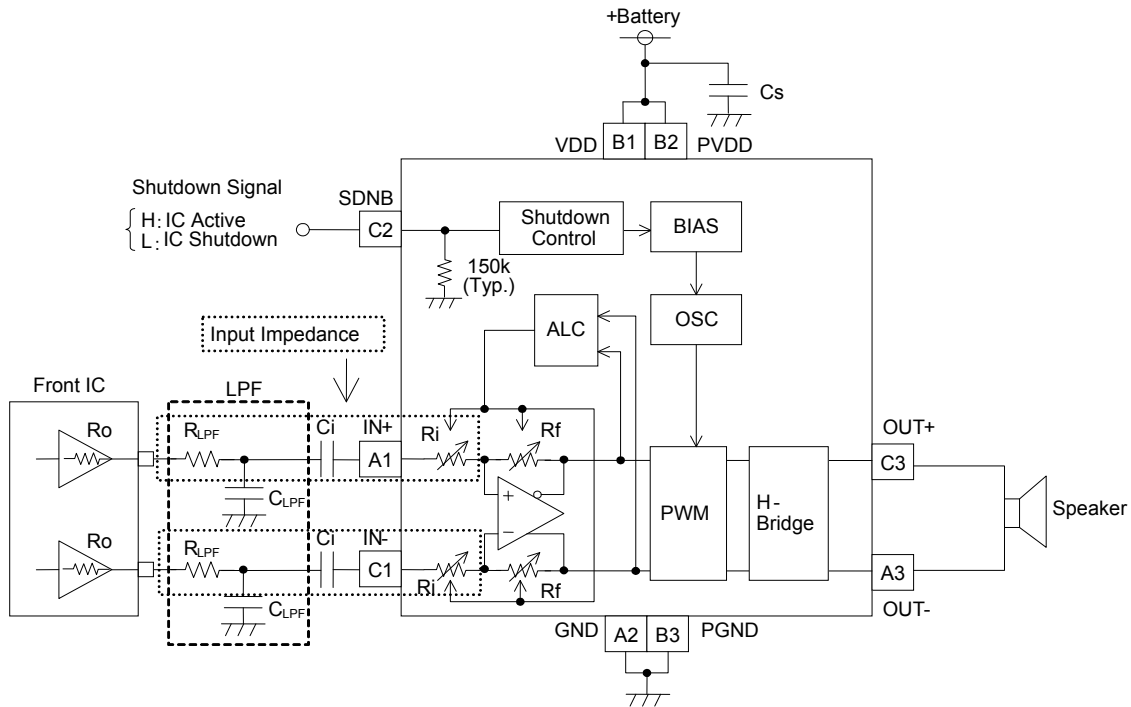 +Battery
Cs
VDD
B1
B2
PVDD
Shutdown Signal
H: IC Active
L: IC Shutdown
SDNB
C2
Shutdown
Control
BIAS
150k
(Typ.)
ALC
OSC
Input Impedance
Front IC
LPF
Ro
RLPF
Ci
IN+
A1
Ri
Rf
OUT+
C3
CLPF
+
−
PWM
H-
Bridge
Speaker
Ro
RLPF
Ci
IN-
C1
Ri
Rf
A3
OUT-
CLPF
GND
A2
B3
PGND